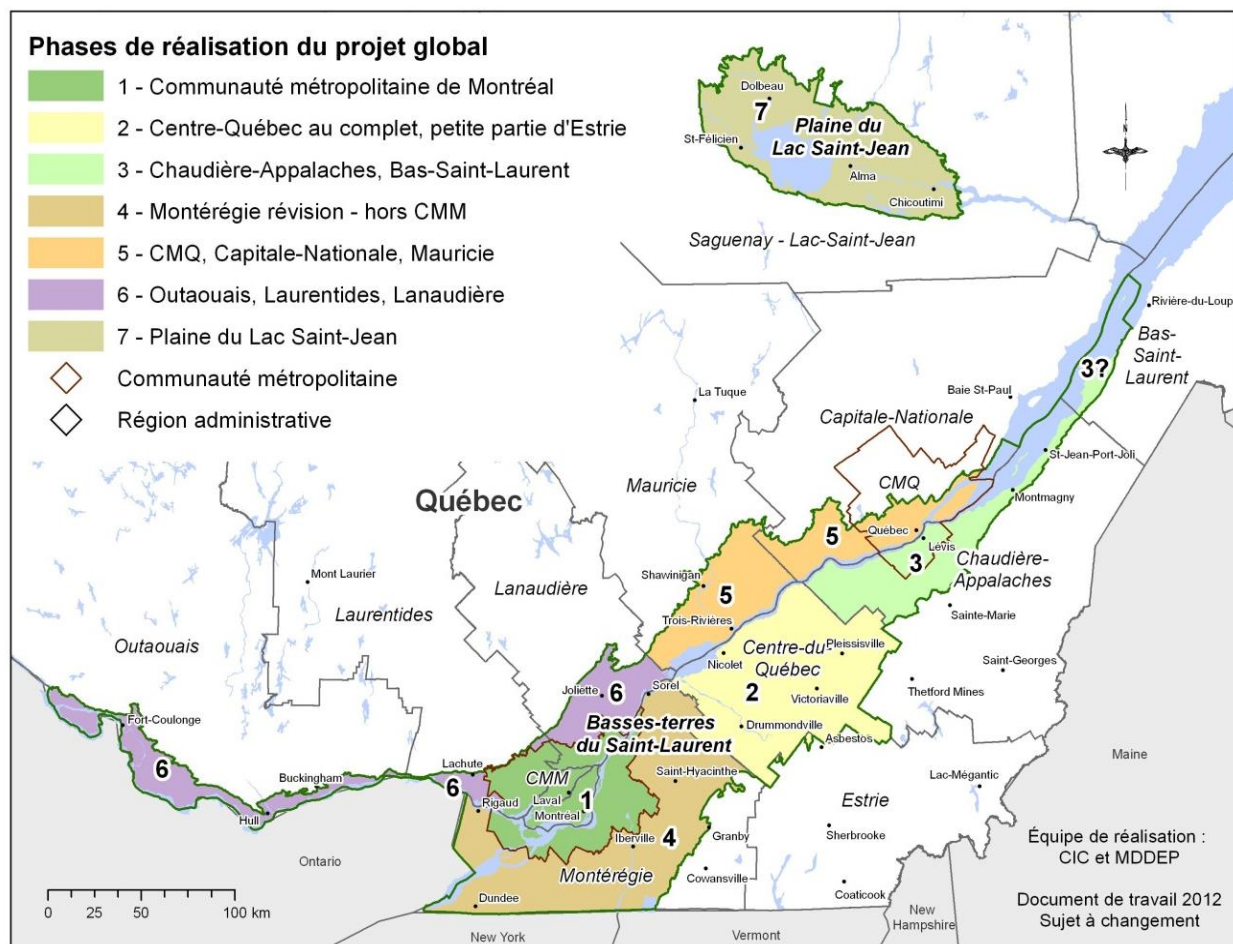 Phases de réalisation du projet global
1 - Communauté métropolitaine de Montréal
2 - Centre-Québec au complet, petite partie d'Estrie
3 - Chaudière-Appalaches, Bas-Saint-Laurent
4 - Montérégie révision - hors CMM
5 - CMQ, Capitale-Nationale, Mauricie
6 - Outaouais, Laurentides, Lanaudière
7 - Plaine du Lac Saint-Jean
Communauté métropolitaine
Région administrative
Dolbeau
7
St-Félicien
Plaine du
Lac Saint-Jean
Alma
Chicoutimi
N
Saguenay - Lac-Saint-Jean
Rivière-du-Loup
Bas-
Saint-
Laurent
3?
La Tuque
Baie St-Paul
Capitale-Nationale
St-Jean-Port-Joli
CMQ
Montmagny
Mauricie
Québec
Québec
5
Lévis
3
Chaudière-
Appalaches
Mont Laurier
Lanaudière
Shawinigan
5
Laurentides
Trois-Rivières
Sainte-Marie
Outaouais
Centre-du-
Québec
Pleissisville
Nicolet
Saint-Georges
Joliette
6
Sorel
2
Victoriaville
Thetford Mines
Fort-Coulonge
Basses-terres
du Saint-Laurent
Drummondville
Asbestos
Maine
6
Buckingham
Lachute
CMM
Saint-Hyacinthe
Lac-Mégantic
Hull
6
Rigaud
Laval
1
Montréal
Estrie
Iberville
4
Granby
Sherbrooke
Ontario
Montérégie
Cowansville
Coaticook
Dundee
Équipe de réalisation :
CIC et MDDEP
0 25 50 100 km
New York
Vermont
New
Hampshire
Document de travail 2012
Sujet à changement